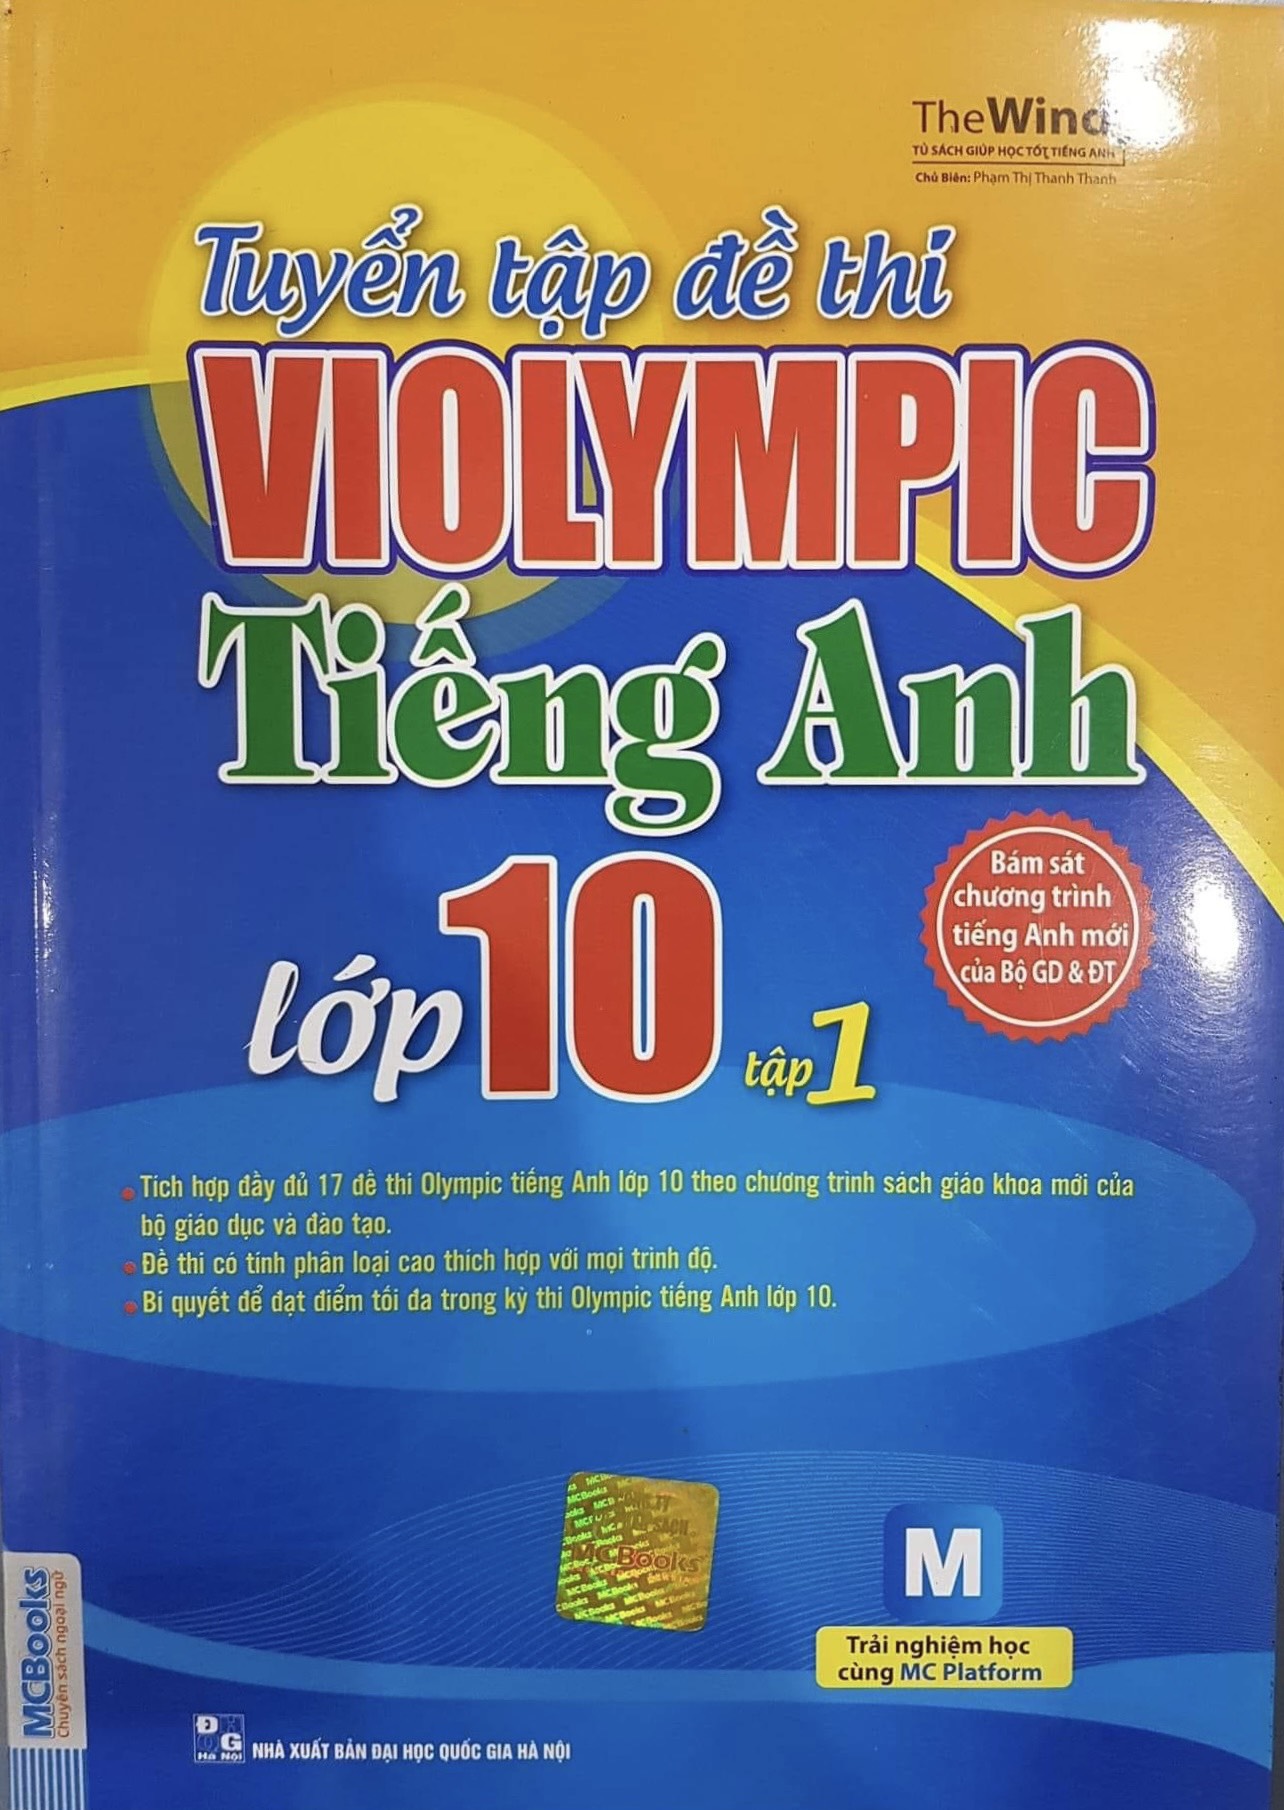 TheWind
TỦ SÁCH GIÚP HỌC TỐT TIẾNG ANH
Chủ Biên: Phạm Thị Thanh Thanh
Tuyển tập đề thi
VIOLYMPIC
Tiếng Anh
lớp 10 tập 1
Bám sát
chương trình
tiếng Anh mới
của Bộ GD & ĐT
Tích hợp đầy đủ 17 đề thi Olympic tiếng Anh lớp 10 theo chương trình sách giáo khoa mới của
bộ giáo dục và đào tạo.
Đề thi có tính phân loại cao thích hợp với mọi trình độ.
Bí quyết để đạt điểm tối đa trong kỳ thi Olympic tiếng Anh lớp 10.
MCBooks
M
Trải nghiệm học
cùng MC Platform
MCBooks
Chuyên sách ngoại ngữ
ĐHQG
Hà Nội
NHÀ XUẤT BẢN ĐẠI HỌC QUỐC GIA HÀ NỘI